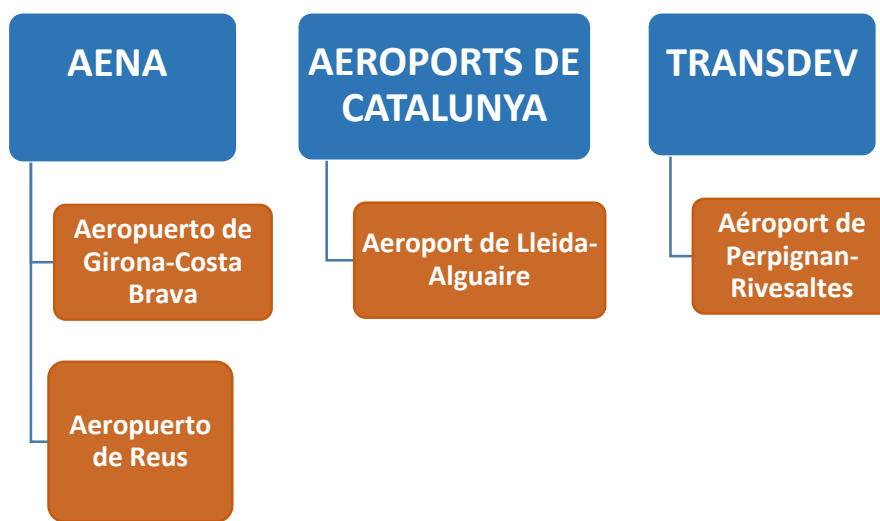 AENA
Aeropuerto de
Girona-Costa
Brava
Aeropuerto
de Reus
AEROPORTS DE
CATALUNYA
Aeroport de Lleida-
Alguaire
TRANSDEV
Aéroport de
Perpignan-
Rivesaltes